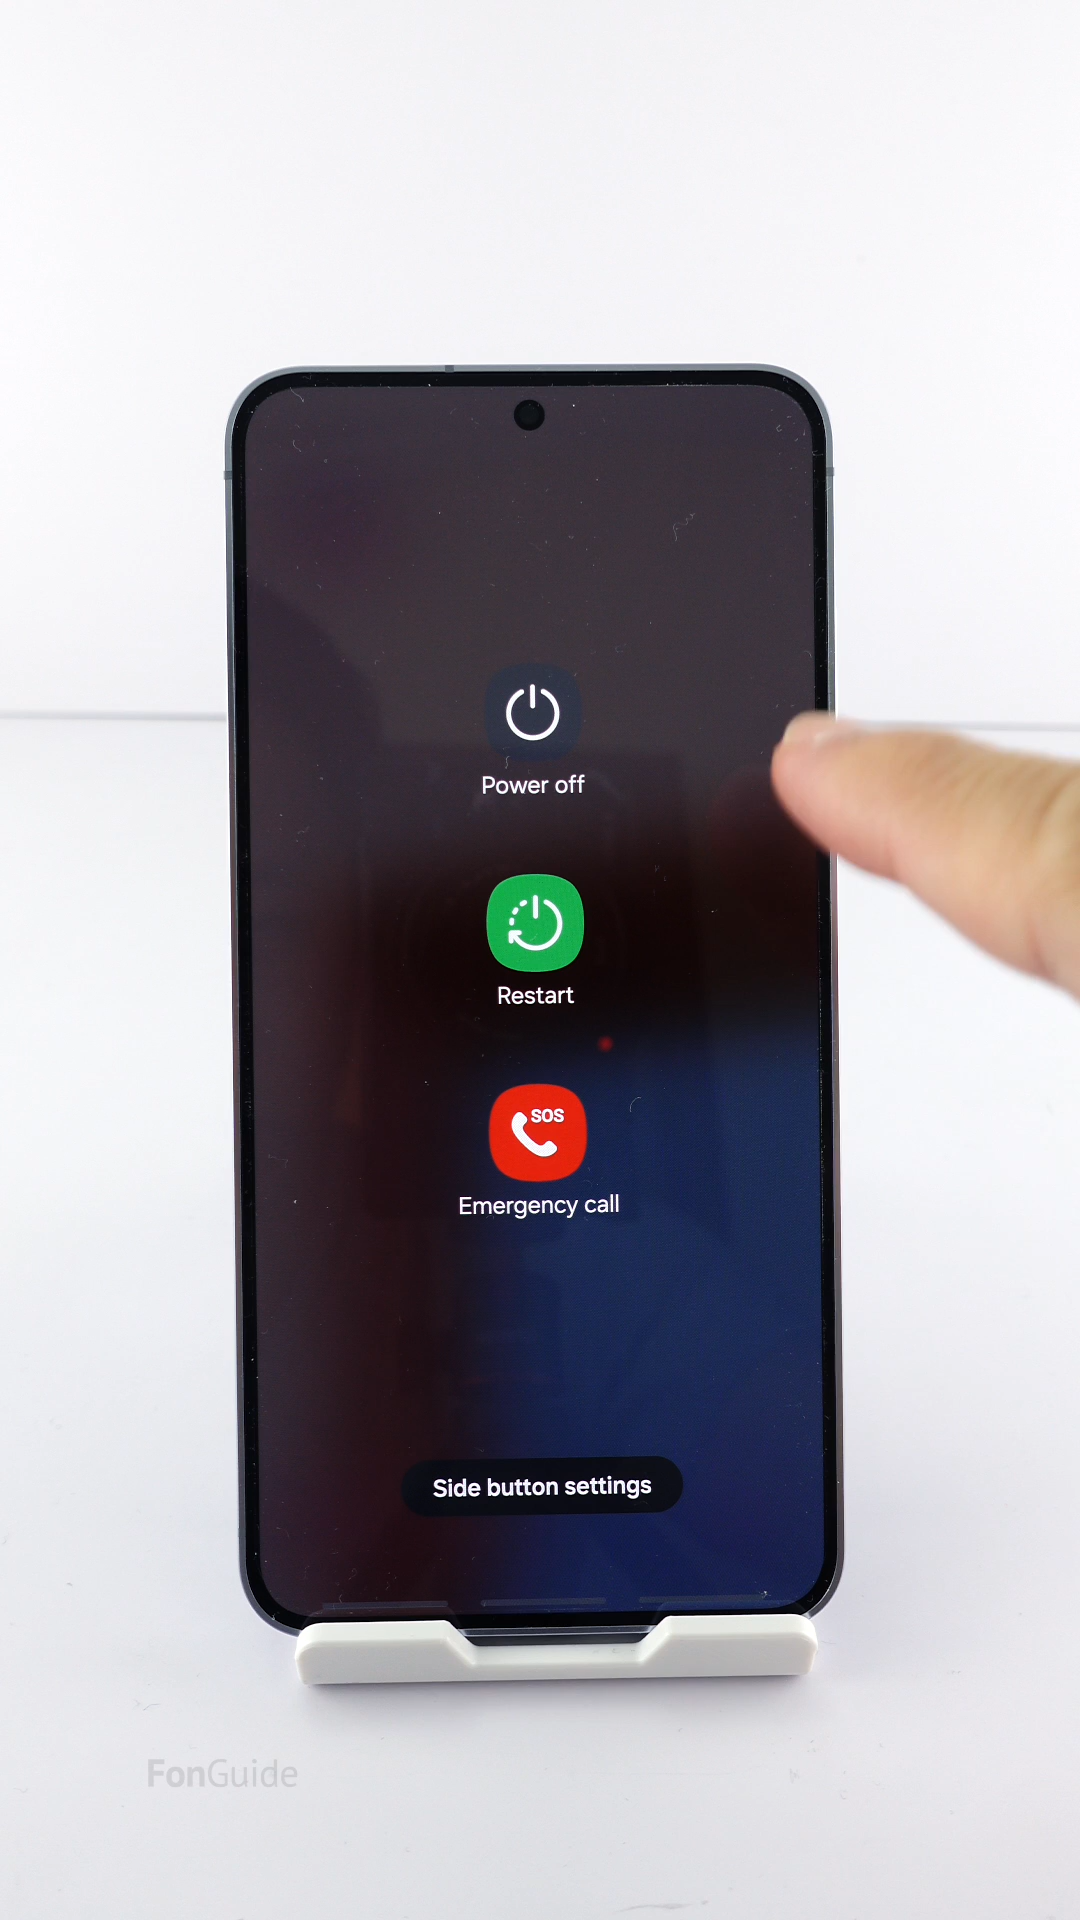 Power off
Restart
SOS
Emergency call
Side button settings
FonGuide